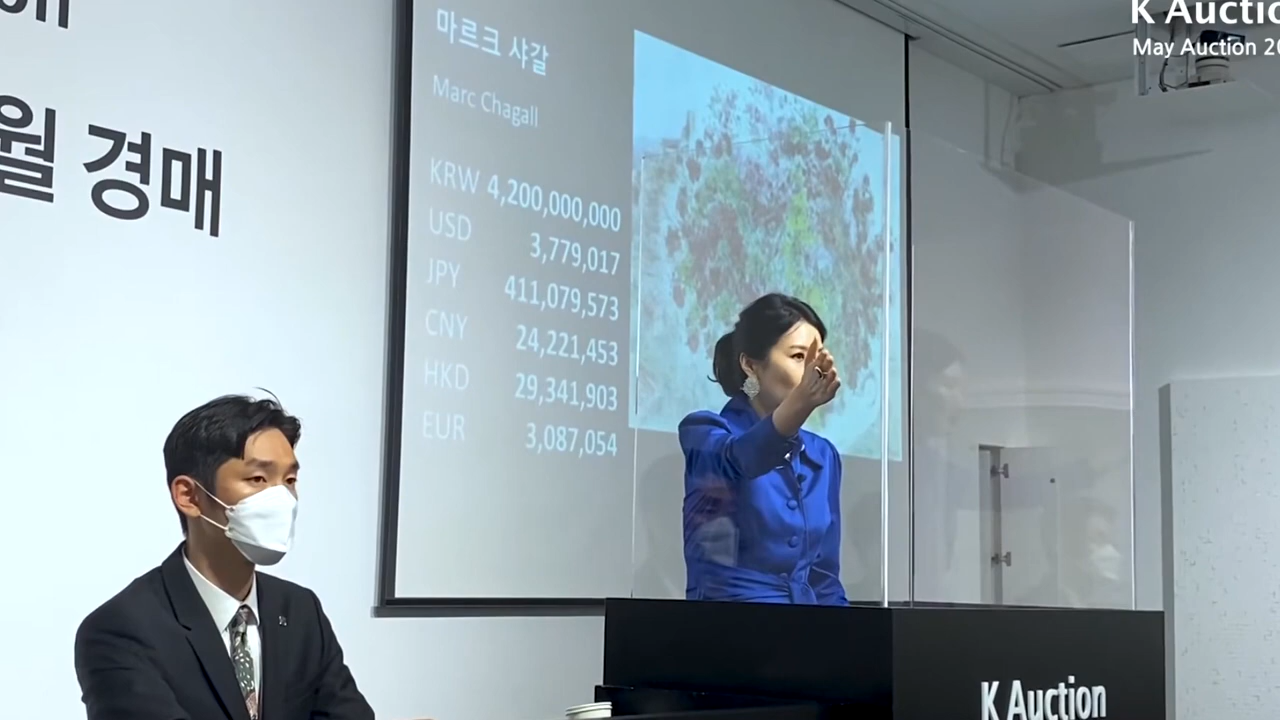 월 경매
마르크 샤갈
Marc Chagall
KRW 4,200,000,000
USD 3,779,017
JPY 411,079,573
CNY 24,221,453
HKD 29,341,903
EUR 3,087,054
K Auction
May Auction
K Auction